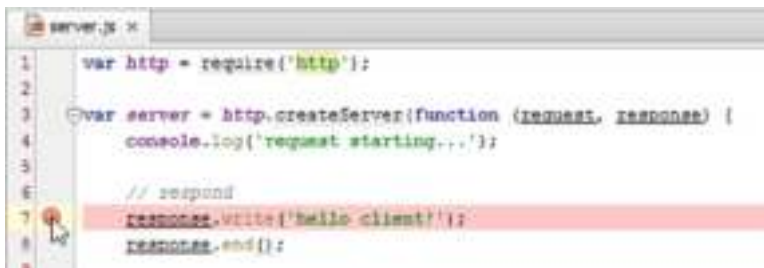 server.js ×
1 var http = require('http');
2
3 var server = http.createServer(function (request, response) {
4 console.log('request starting...');
5
6 // respond
7 response.write('hello client!');
8 response.end();